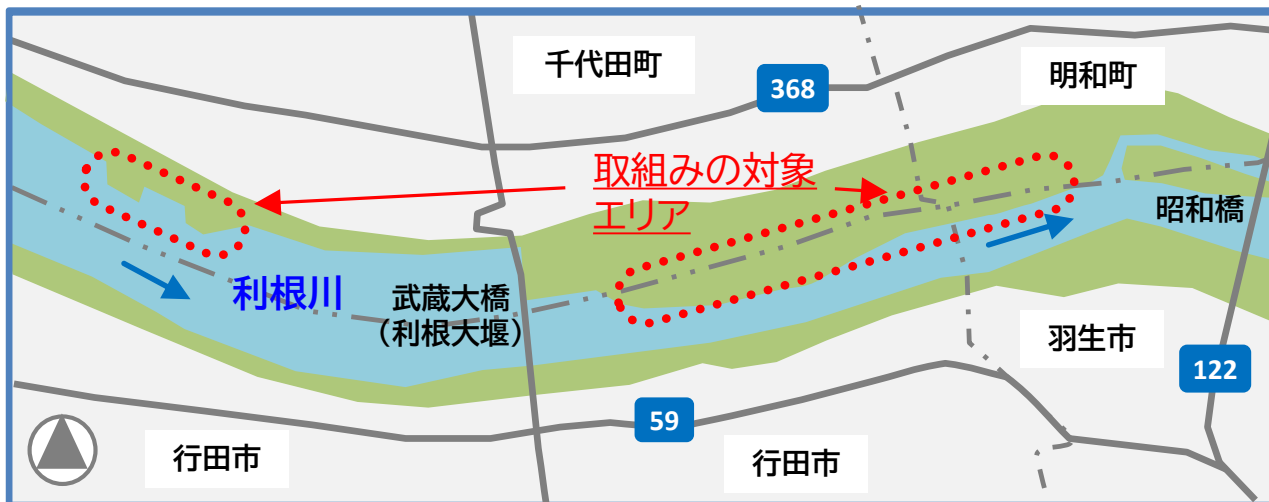 千代田町
368
明和町
取組みの対象
エリア
昭和橋
利根川
武蔵大橋
（利根大堰）
羽生市
122
59
行田市
行田市